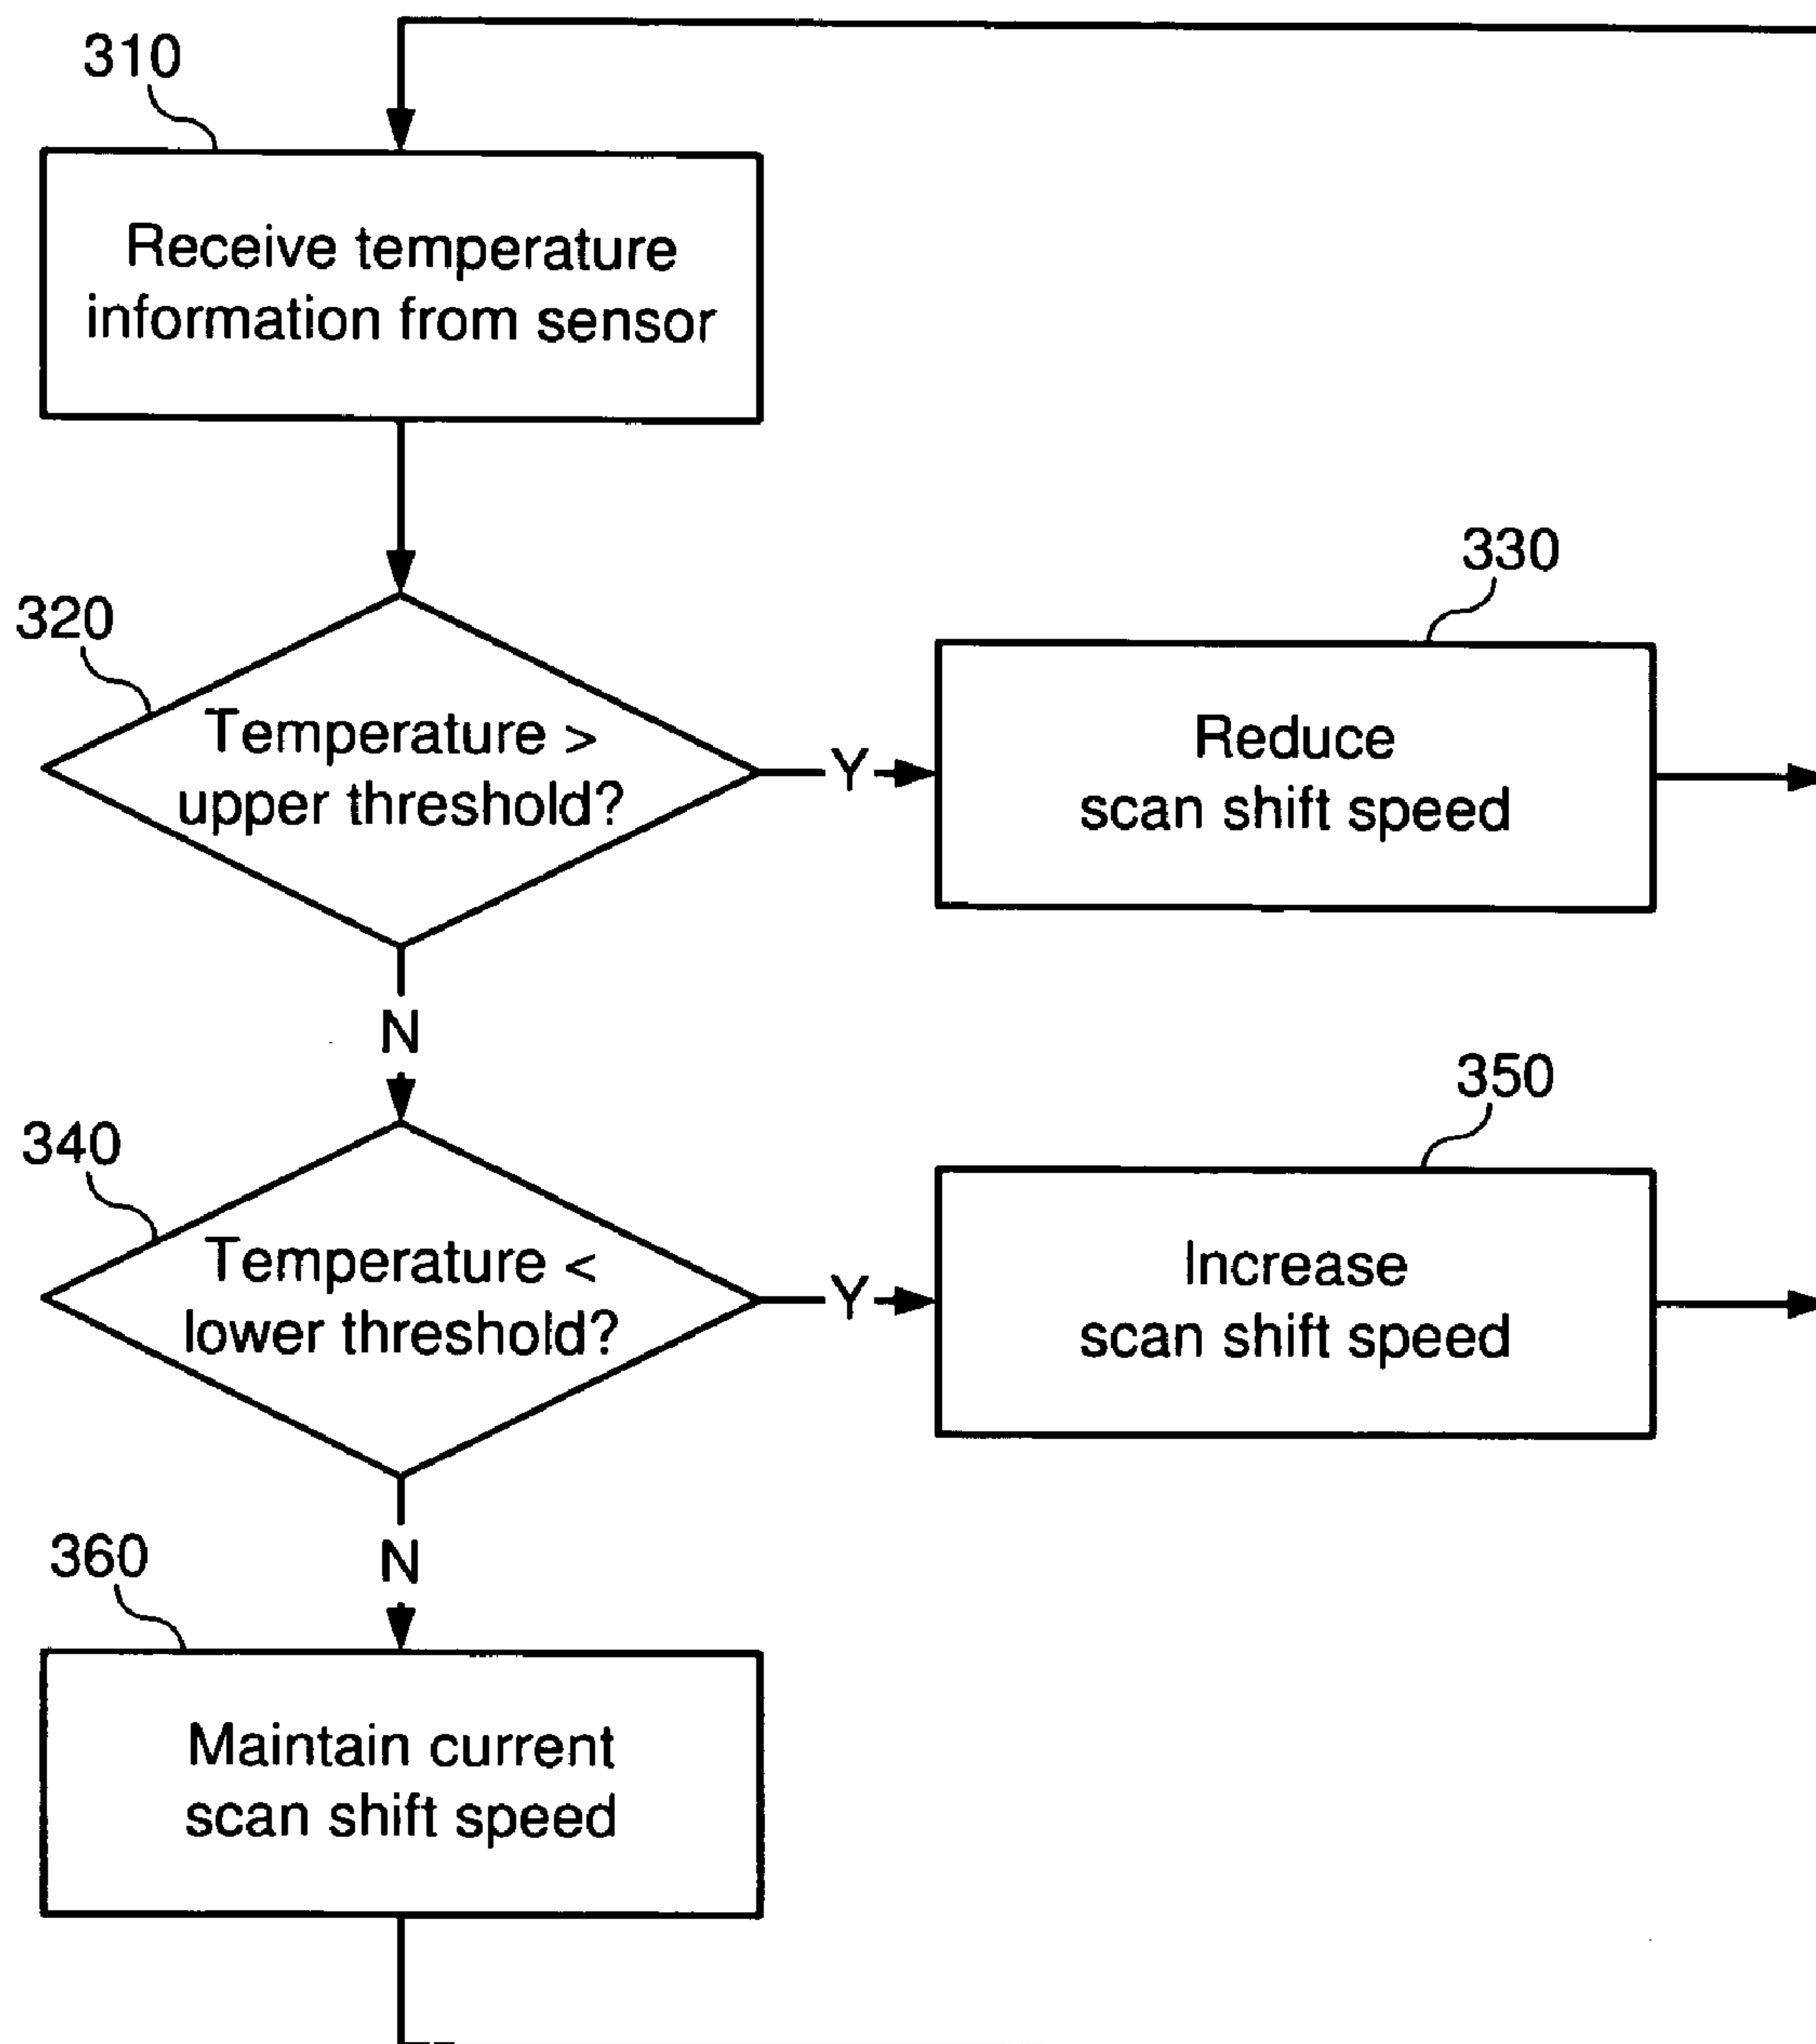 310
Receive temperature
information from sensor
320
Temperature >
upper threshold?
Y
330
Reduce
scan shift speed
N
340
Temperature <
lower threshold?
Y
350
Increase
scan shift speed
N
360
Maintain current
scan shift speed